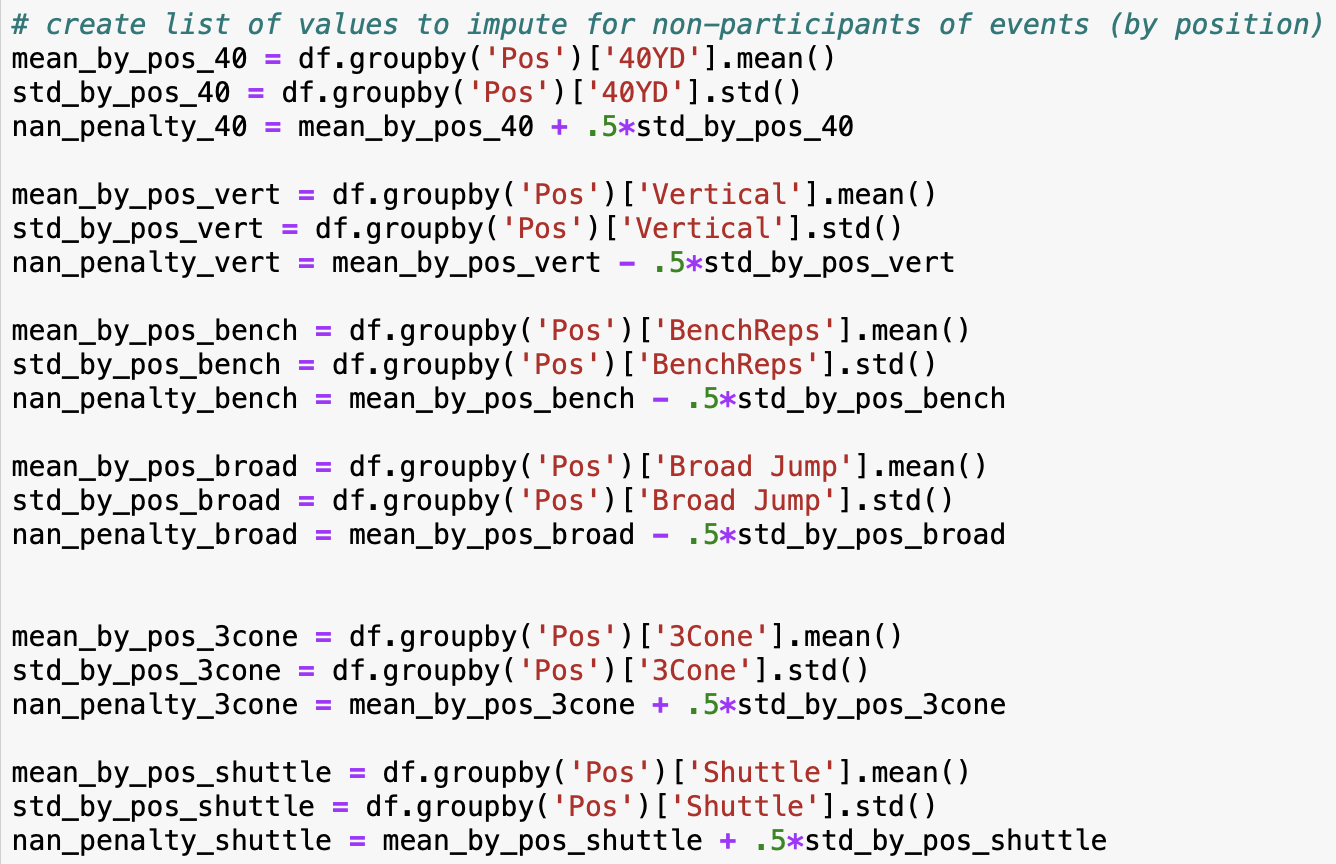 # create list of values to impute for non-participants of events (by position)
mean_by_pos_40 = df.groupby('Pos')['40YD'].mean()
std_by_pos_40 = df.groupby('Pos')['40YD'].std()
nan_penalty_40 = mean_by_pos_40 + .5*std_by_pos_40
mean_by_pos_vert = df.groupby('Pos')['Vertical'].mean()
std_by_pos_vert = df.groupby('Pos')['Vertical'].std()
nan_penalty_vert = mean_by_pos_vert - .5*std_by_pos_vert
mean_by_pos_bench = df.groupby('Pos')['BenchReps'].mean()
std_by_pos_bench = df.groupby('Pos')['BenchReps'].std()
nan_penalty_bench = mean_by_pos_bench - .5*std_by_pos_bench
mean_by_pos_broad = df.groupby('Pos')['Broad Jump'].mean()
std_by_pos_broad = df.groupby('Pos')['Broad Jump'].std()
nan_penalty_broad = mean_by_pos_broad - .5*std_by_pos_broad
mean_by_pos_3cone = df.groupby('Pos')['3Cone'].mean()
std_by_pos_3cone = df.groupby('Pos')['3Cone'].std()
nan_penalty_3cone = mean_by_pos_3cone + .5*std_by_pos_3cone
mean_by_pos_shuttle = df.groupby('Pos')['Shuttle'].mean()
std_by_pos_shuttle = df.groupby('Pos')['Shuttle'].std()
nan_penalty_shuttle = mean_by_pos_shuttle + .5*std_by_pos_shuttle